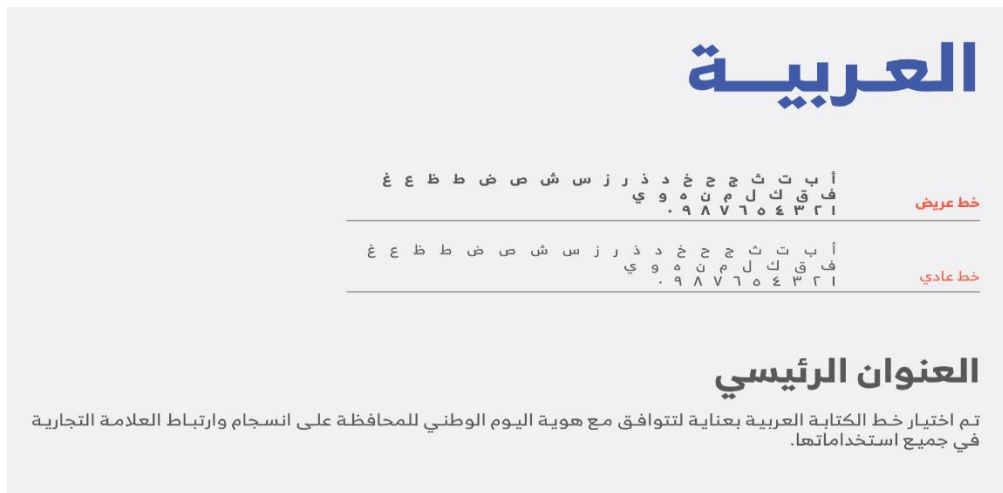 العربيــة
أ ب ت ث ج ح خ د ذ ر ز س ش ص ض ط ظ ع غ
ف ق ك ل م ن ه و ي
١ ٢ ٣ ٤ ٥ ٦ ٧ ٨ ٩ ٠
خط عريض
أ ب ت ث ج ح خ د ذ ر ز س ش ص ض ط ظ ع غ
ف ق ك ل م ن ه و ي
١ ٢ ٣ ٤ ٥ ٦ ٧ ٨ ٩ ٠
خط عادي
العنوان الرئيسي
تم اختيار خط الكتابة العربية بعناية لتتوافق مع هوية اليوم الوطني للمحافظة على انسجام وارتباط العلامة التجارية
في جميع استخداماتها.